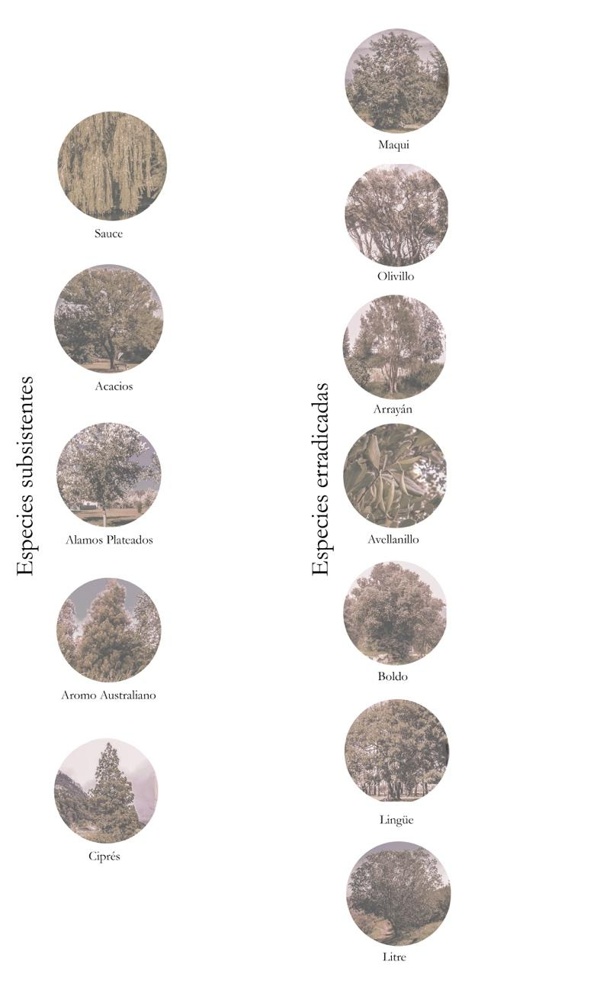 Especies subsistentes
Sauce
Acacios
Alamos Plateados
Aromo Australiano
Ciprés
Especies erradicadas
Maqui
Olivillo
Arrayán
Avellanillo
Boldo
Lingüe
Litre